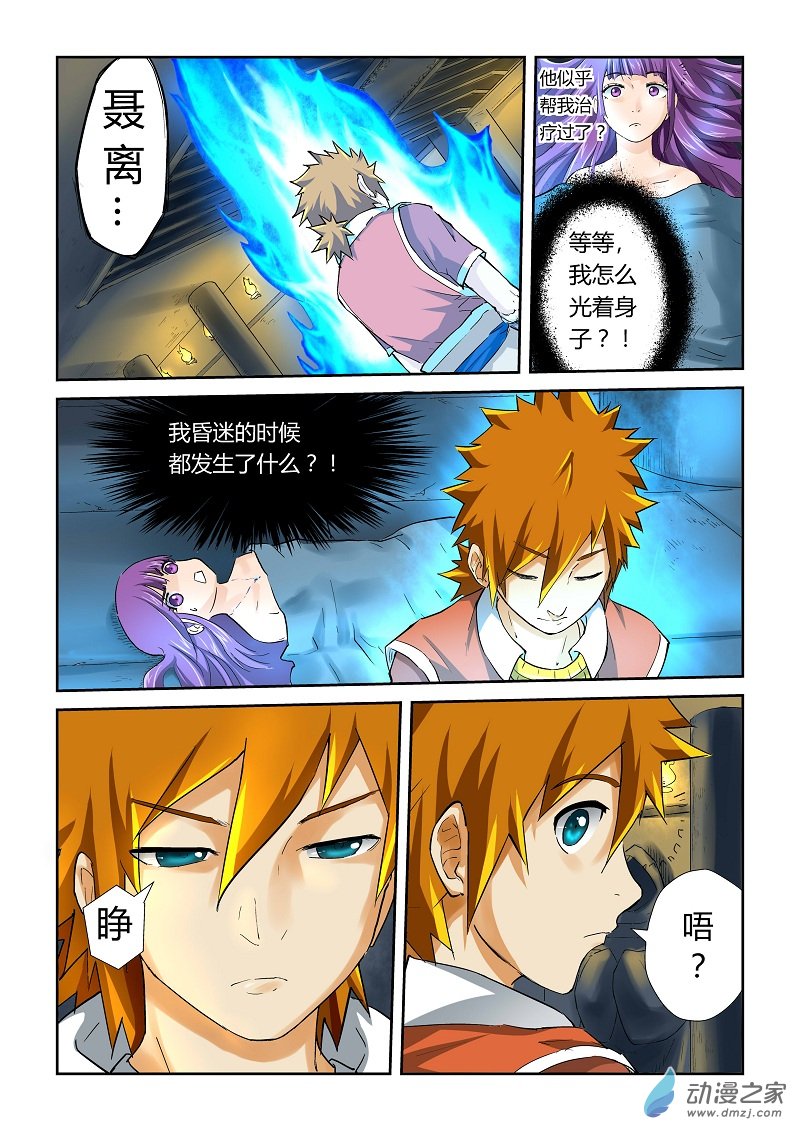 聂
离
…
他似乎
帮我治
疗过了？
等等，
我怎么
光着身
子？！
我昏迷的时候
都发生了什么？！
睁
唔
？
动漫之家
www.dmzj.com